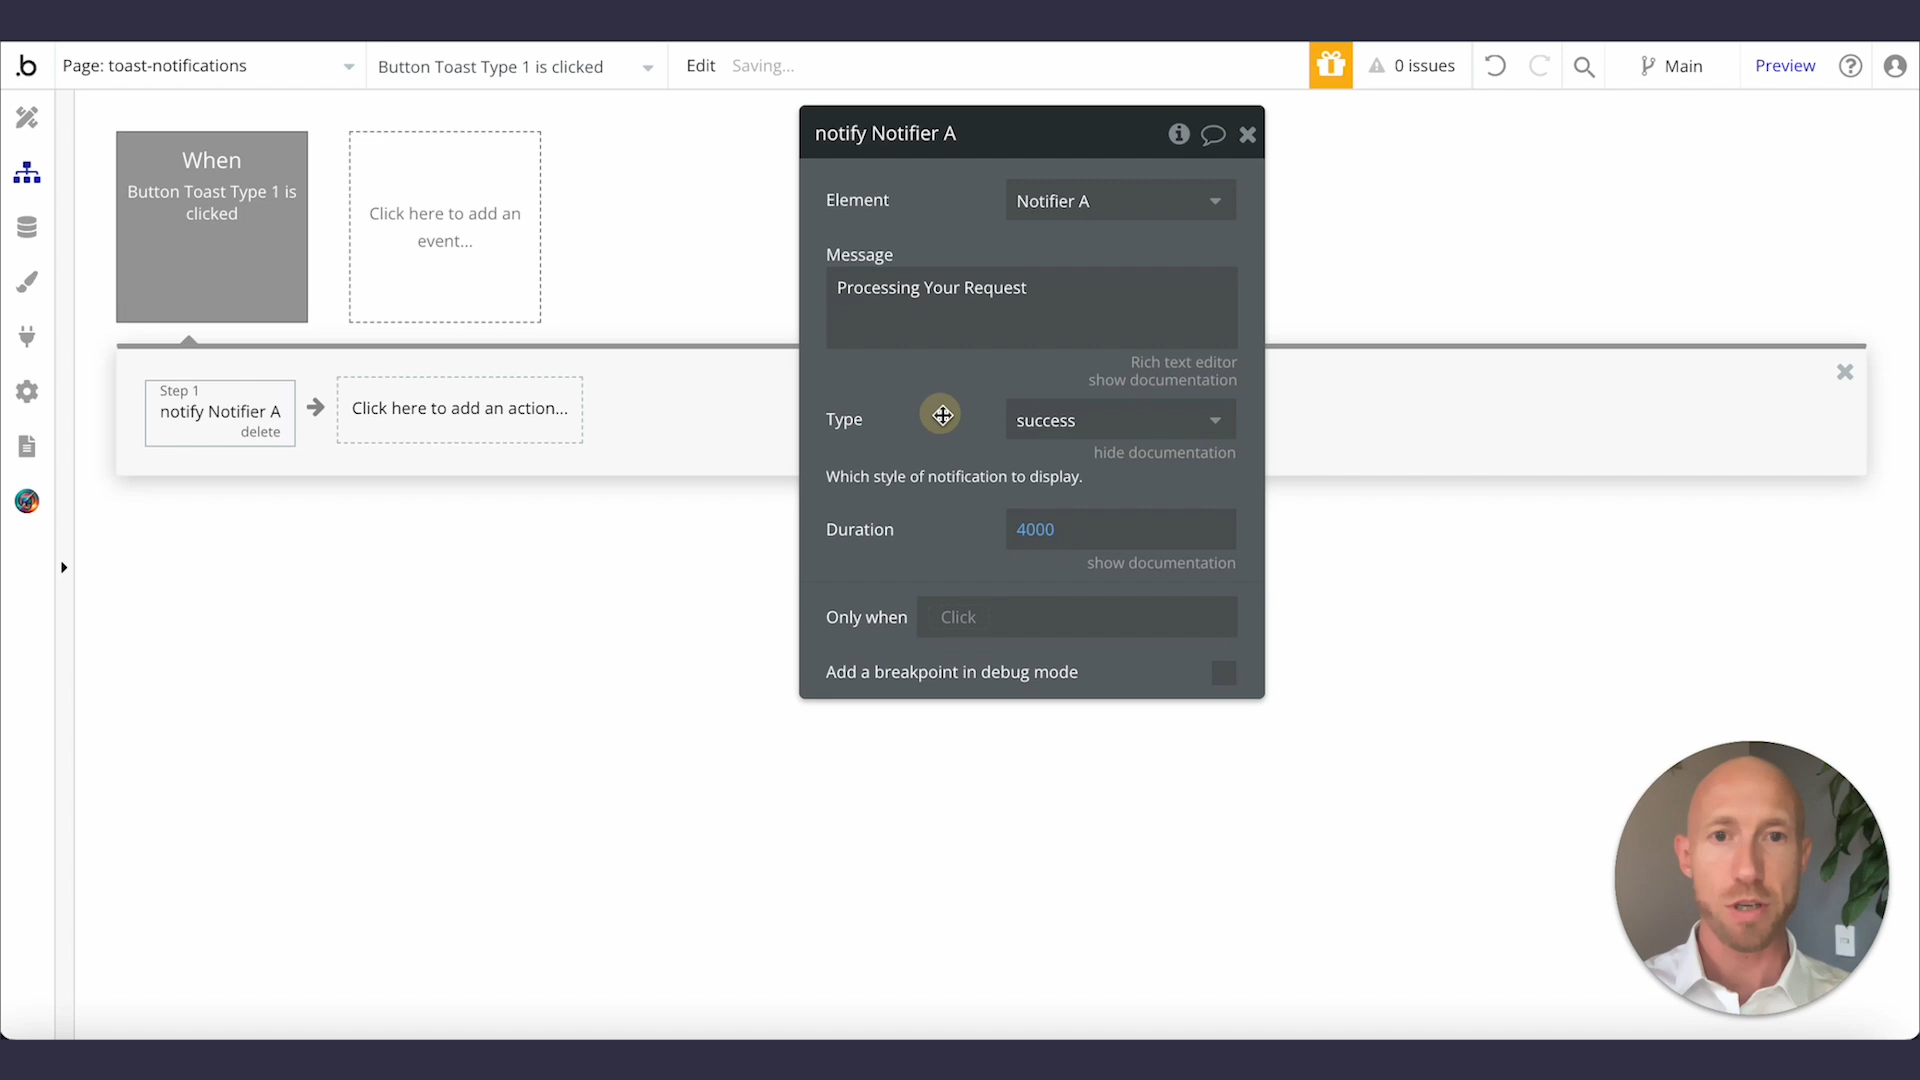 .b
Page: toast-notifications
Button Toast Type 1 is clicked
Edit
Saving...
0 issues
Main
Preview
When
Button Toast Type 1 is
clicked
Click here to add an
event...
Step 1
notify Notifier A
delete
Click here to add an action...
notify Notifier A
Element
Notifier A
Message
Processing Your Request
Rich text editor
show documentation
Type
success
hide documentation
Which style of notification to display.
Duration
4000
show documentation
Only when
Click
Add a breakpoint in debug mode